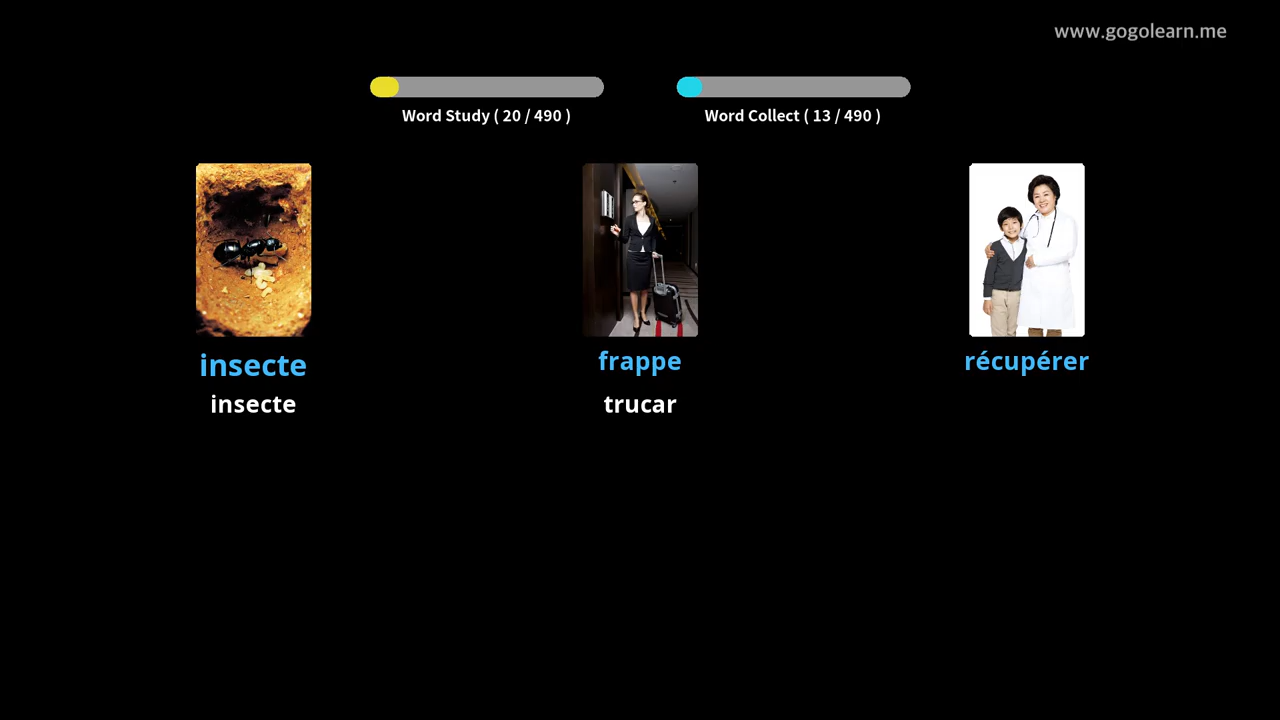 www.gogolearn.me
Word Study ( 20 / 490 )
Word Collect ( 13 / 490 )
insecte
frappe
récupérer
insecte
trucar